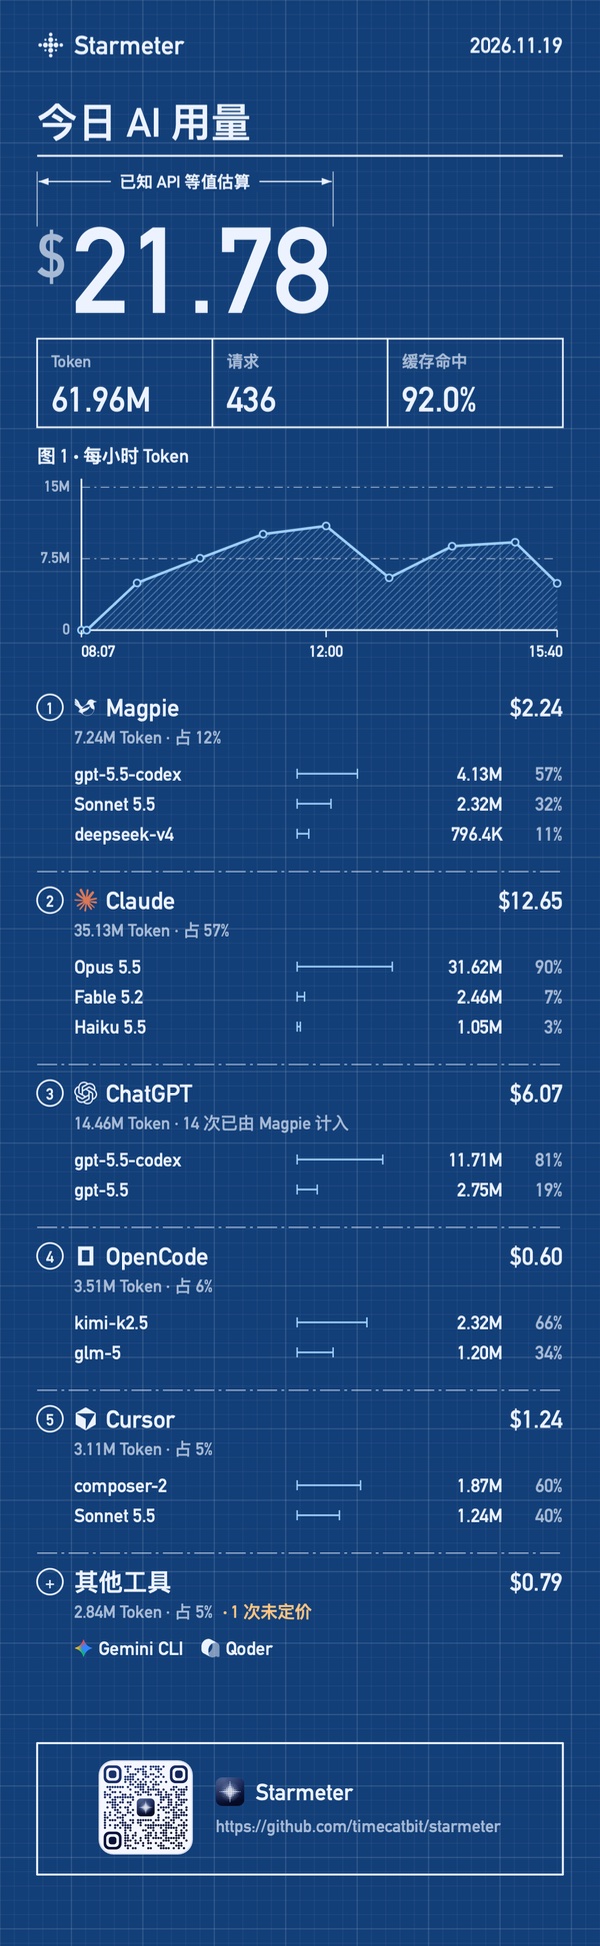 Starmeter
2026.11.19
今日 AI 用量
已知 API 等值估算
$21.78
Token
61.96M
请求
436
缓存命中
92.0%
图 1 · 每小时 Token
15M
7.5M
0
08:07 12:00 15:40
1 Magpie $2.24
7.24M Token · 占 12%
gpt-5.5-codex 4.13M 57%
Sonnet 5.5 2.32M 32%
deepseek-v4 796.4K 11%
2 Claude $12.65
35.13M Token · 占 57%
Opus 5.5 31.62M 90%
Fable 5.2 2.46M 7%
Haiku 5.5 1.05M 3%
3 ChatGPT $6.07
14.46M Token · 14 次已由 Magpie 计入
gpt-5.5-codex 11.71M 81%
gpt-5.5 2.75M 19%
4 OpenCode $0.60
3.51M Token · 占 6%
kimi-k2.5 2.32M 66%
glm-5 1.20M 34%
5 Cursor $1.24
3.11M Token · 占 5%
composer-2 1.87M 60%
Sonnet 5.5 1.24M 40%
+ 其他工具 $0.79
2.84M Token · 占 5% · 1 次未定价
Gemini CLI Qoder
Starmeter
https://github.com/timecatbit/starmeter